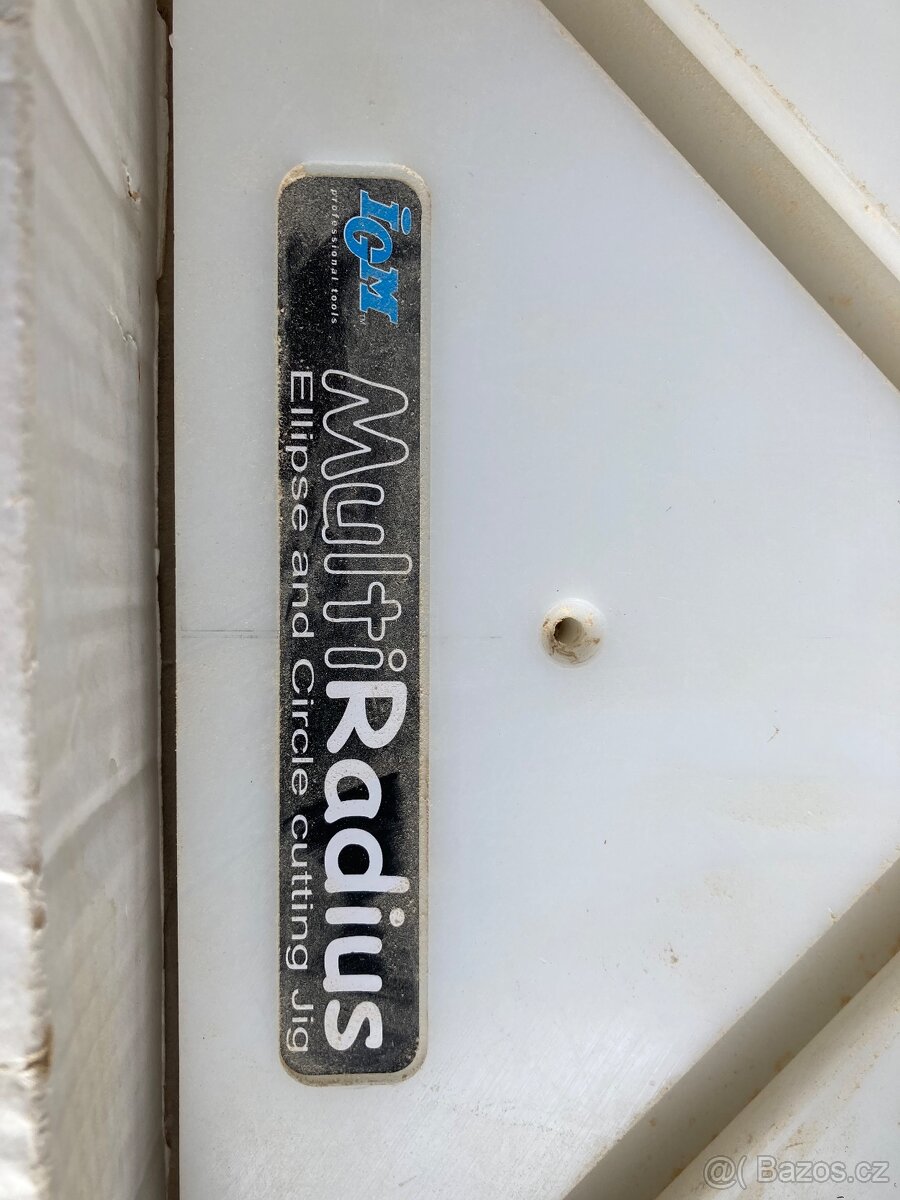 iGM
professional tools
MultiRadius
Ellipse and Circle cutting Jig
@( Bazos.cz